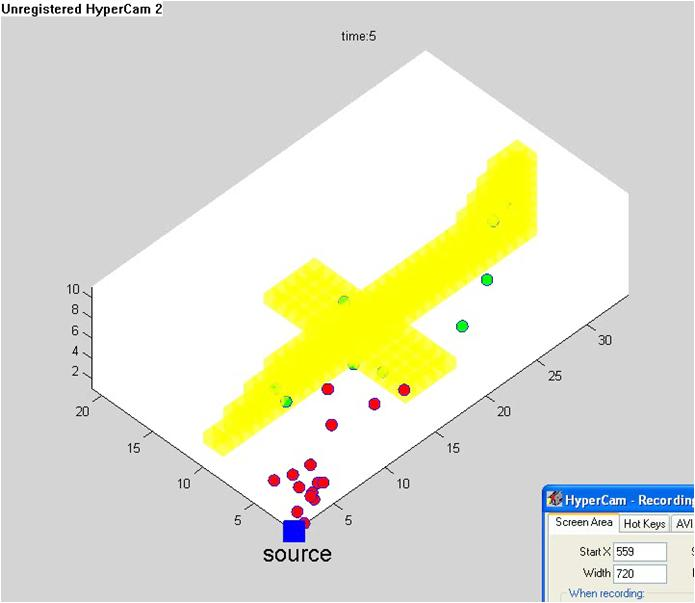 Unregistered HyperCam 2
time:5
10
8
6
4
2
20
15
10
5
30
25
20
15
10
5
source
HyperCam - Recording
Screen Area Hot Keys AVI
Start X 559
Width 720
When recording: